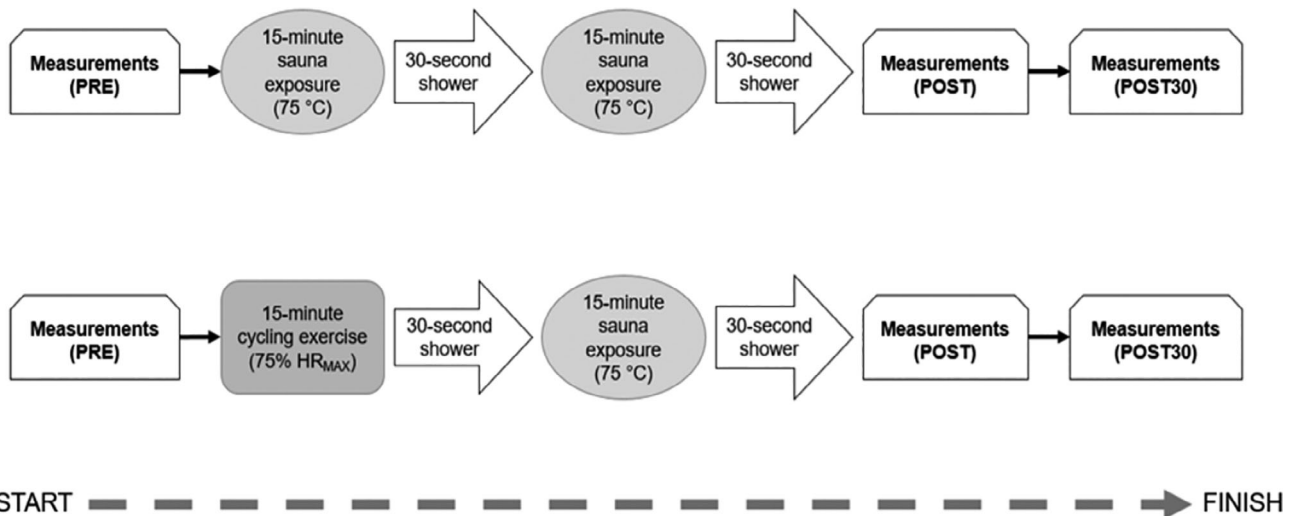 Measurements
(PRE)
15-minute
sauna
exposure
(75 °C)
30-second
shower
15-minute
sauna
exposure
(75 °C)
30-second
shower
Measurements
(POST)
Measurements
(POST30)
Measurements
(PRE)
15-minute
cycling exercise
(75% HRMAX)
30-second
shower
15-minute
sauna
exposure
(75 °C)
30-second
shower
Measurements
(POST)
Measurements
(POST30)
START
FINISH